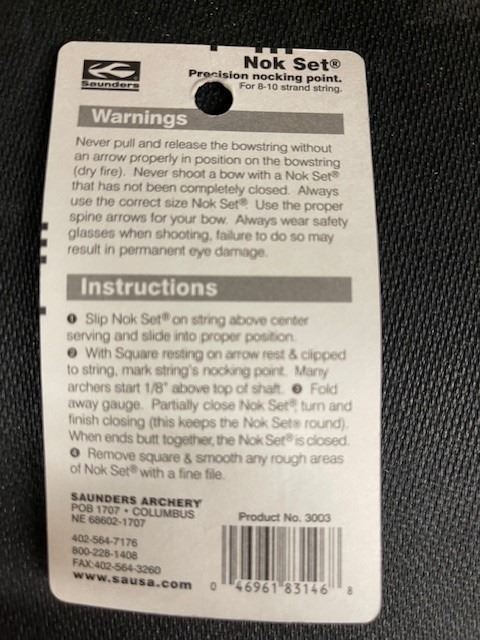 Saunders
Nok Set®
Precision nocking point.
For 8-10 strand string.
Warnings
Never pull and release the bowstring without
an arrow properly in position on the bowstring
(dry fire). Never shoot a bow with a Nok Set®
that has not been completely closed. Always
use the correct size Nok Set®. Use the proper
spine arrows for your bow. Always wear safety
glasses when shooting, failure to do so may
result in permanent eye damage.
Instructions
❶ Slip Nok Set® on string above center
serving and slide into proper position.
❷ With Square resting on arrow rest & clipped
to string, mark string's nocking point. Many
archers start 1/8" above top of shaft. ❸ Fold
away gauge. Partially close Nok Set®, turn and
finish closing (this keeps the Nok Set® round).
When ends butt together, the Nok Set® is closed.
❹ Remove square & smooth any rough areas
of Nok Set® with a fine file.
SAUNDERS ARCHERY
POB 1707 • COLUMBUS
NE 68602-1707
402-564-7176
800-228-1408
FAX:402-564-3260
www.sausa.com
Product No. 3003
0 46961 83146 8